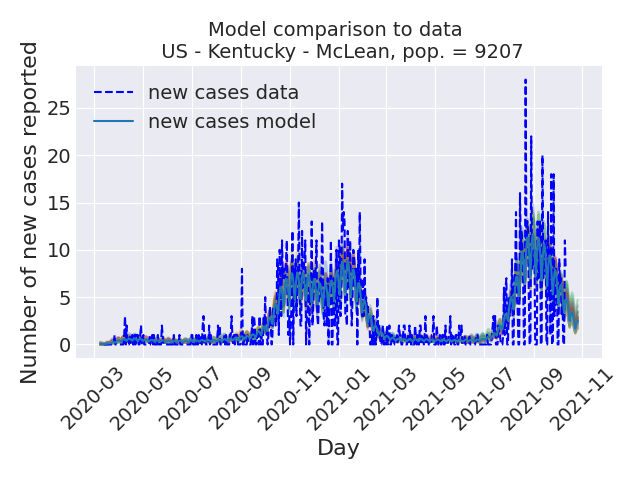 Model comparison to data
US - Kentucky - McLean, pop. = 9207
Number of new cases reported
new cases data
new cases model
25
20
15
10
5
0
2020-03
2020-05
2020-07
2020-09
2020-11
2021-01
2021-03
2021-05
2021-07
2021-09
2021-11
Day